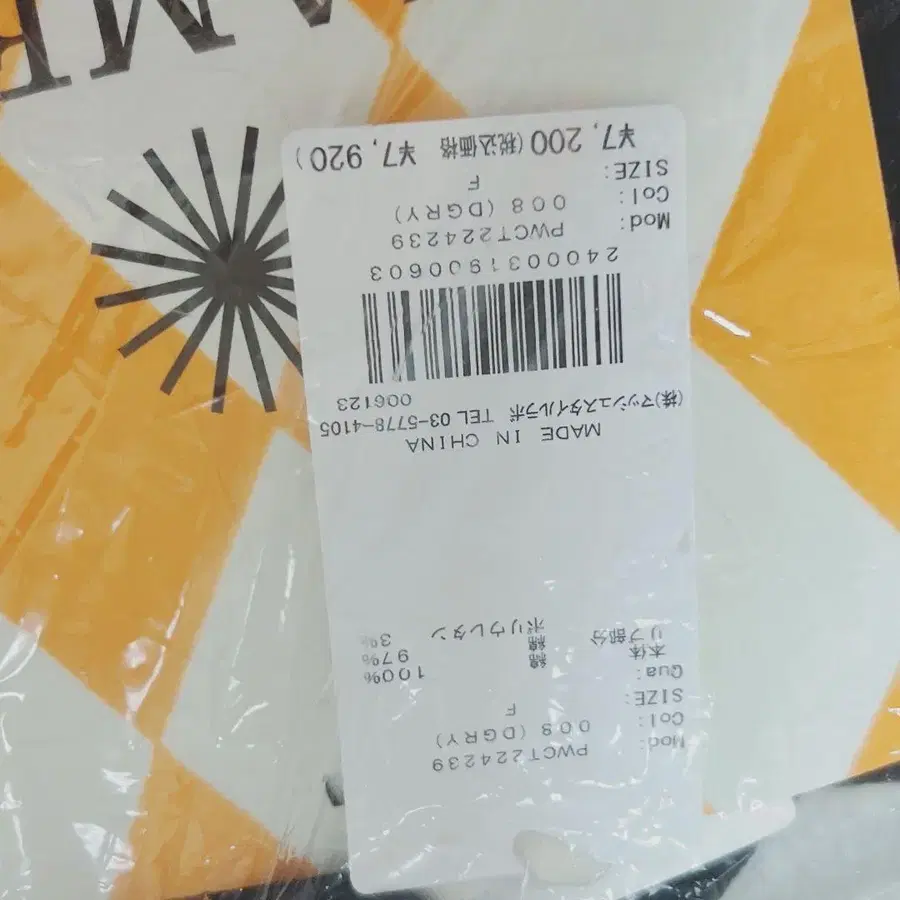 Mod: PWCT224239
Col: 008 (DGRY)
SIZE: F
Qua:
本体 綿 100%
リブ部分 綿 97%
ポリウレタン 3%
MADE IN CHINA
(株)マッシュスタイルラボ TEL 03-5778-4105
006123
2400031900603
Mod: PWCT224239
Col: 008 (DGRY)
SIZE: F
¥7,200(税込価格 ¥7,920)